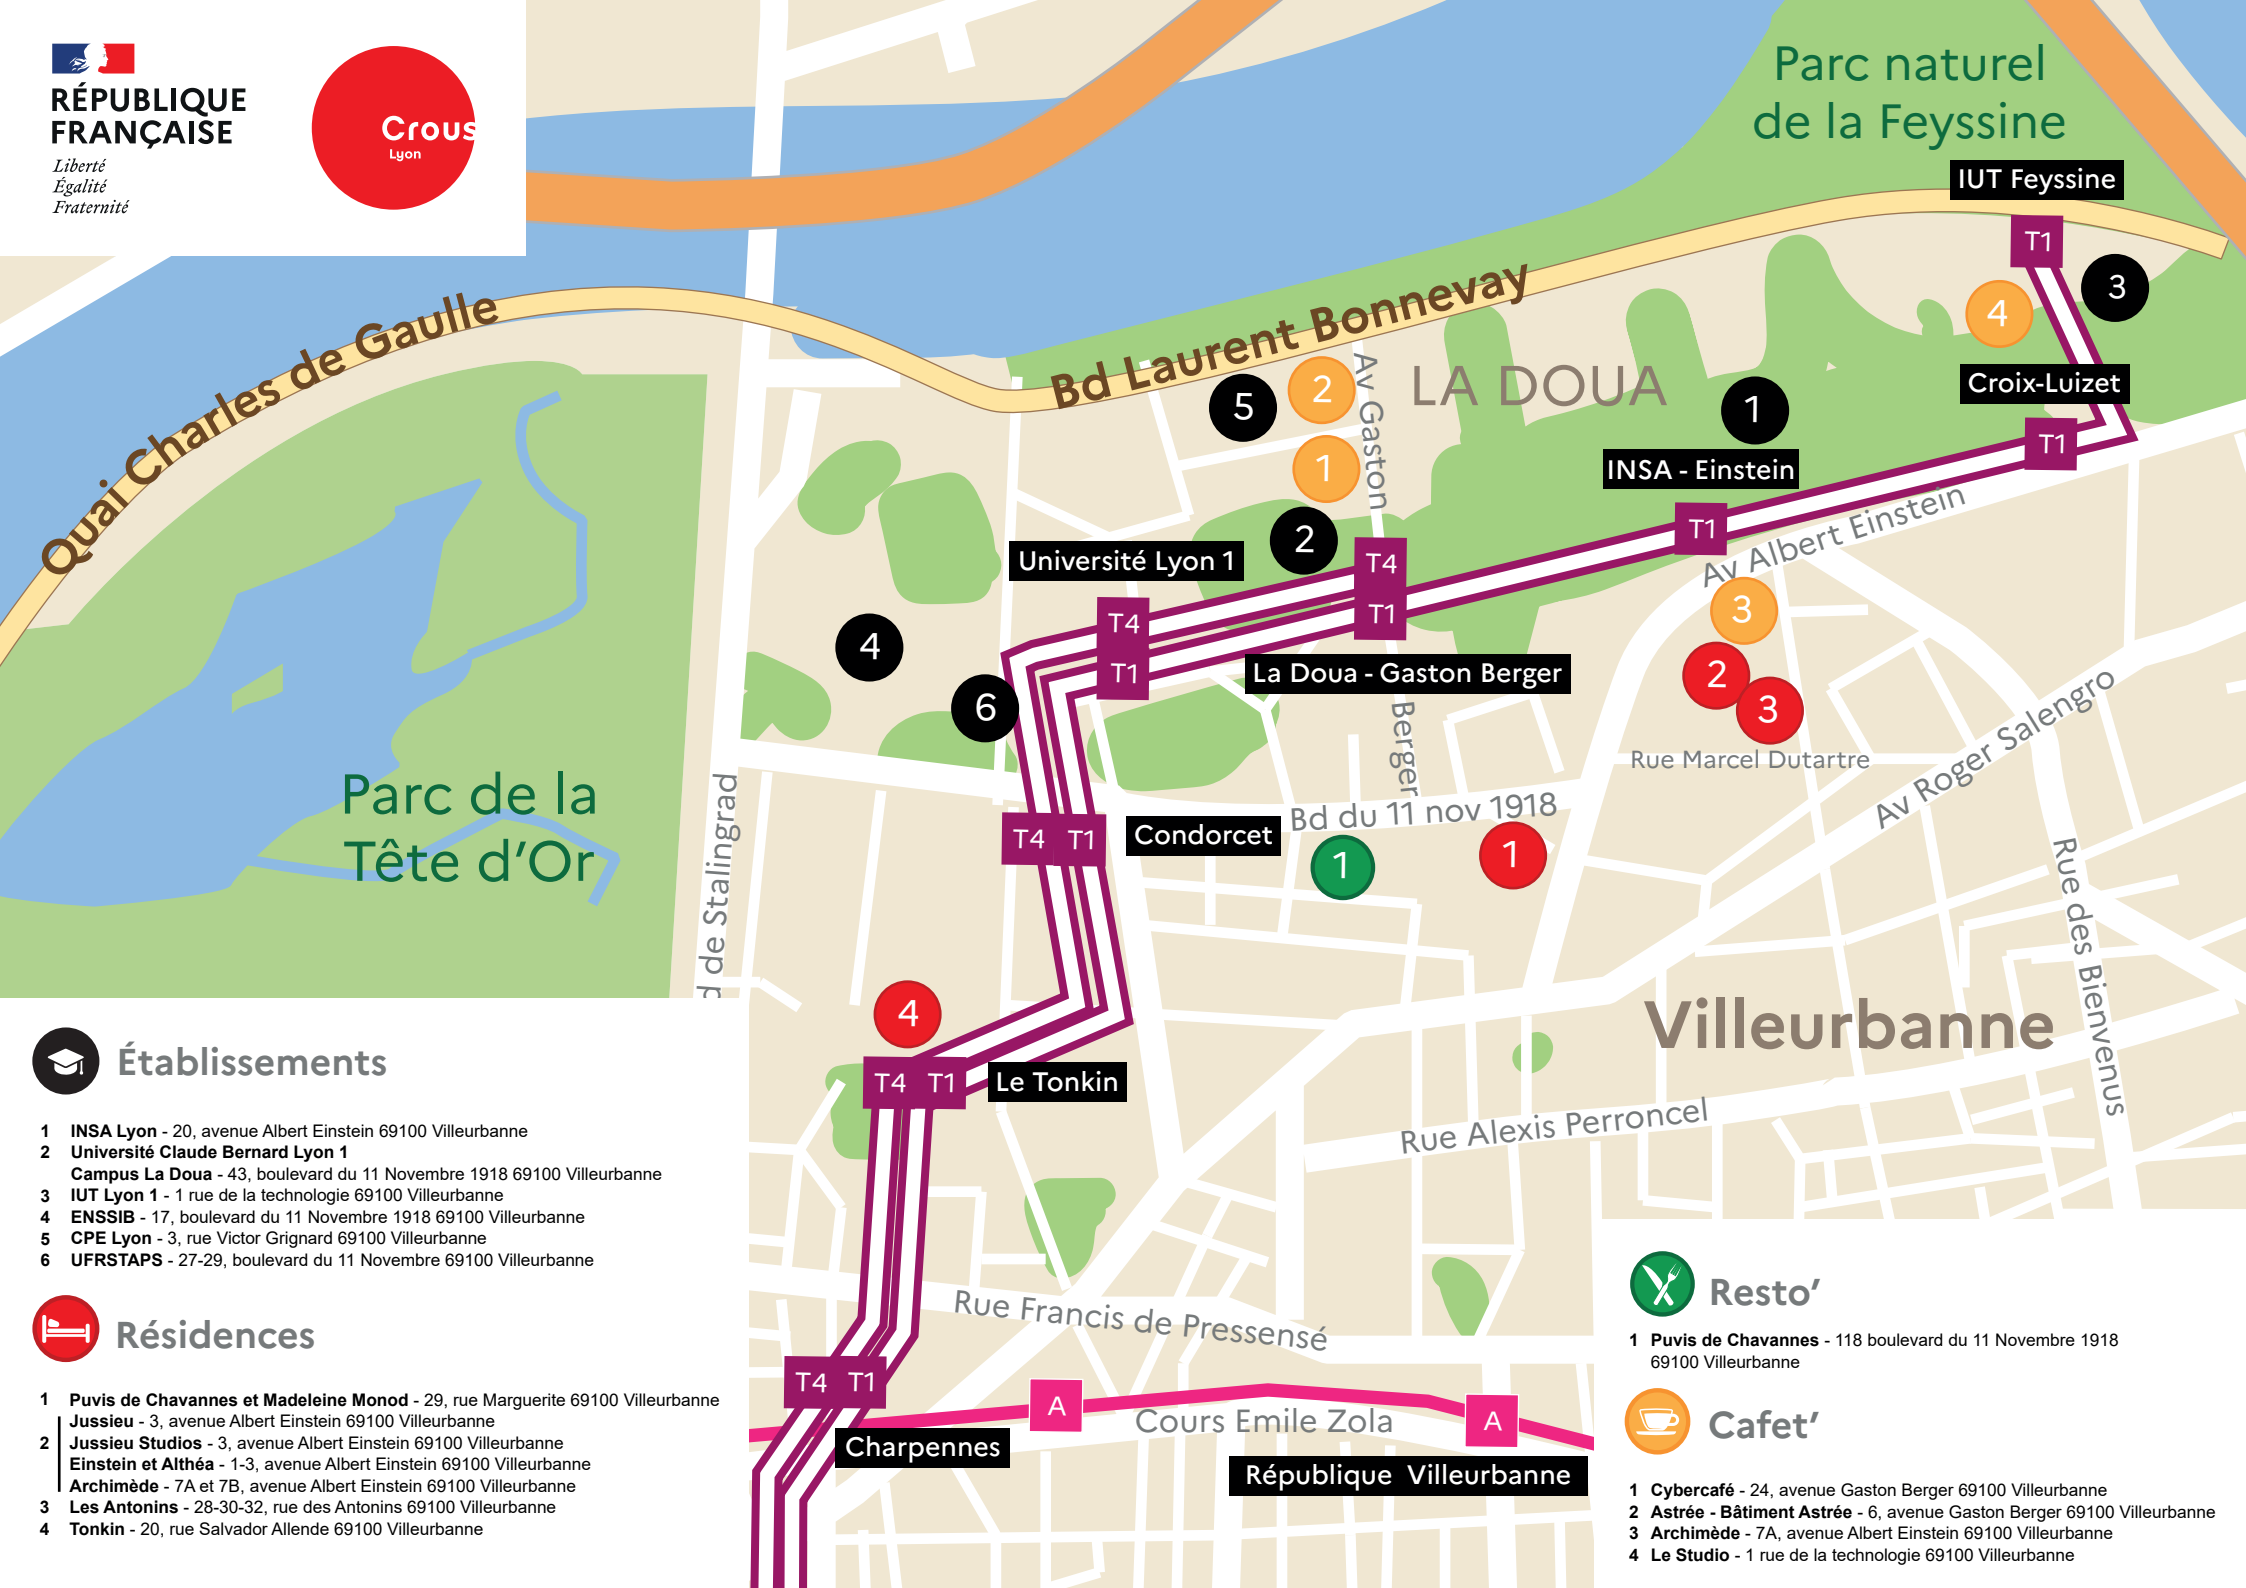 RÉPUBLIQUE
FRANÇAISE
Liberté
Égalité
Fraternité
Crous
Lyon
Parc naturel
de la Feyssine
IUT Feyssine
T1
3
4
Quai Charles de Gaulle
Bd Laurent Bonnevay
Av Gaston
LA DOUA
Croix-Luizet
5
2
1
1
T1
INSA - Einstein
T1
Av Albert Einstein
2
Université Lyon 1
T4
T1
T4
T1
La Doua - Gaston Berger
4
6
3
2
3
Berger
Rue Marcel Dutartre
Av Roger Salengro
Parc de la
Tête d'Or
d de Stalingrad
T4 T1
Condorcet
Bd du 11 nov 1918
1
1
Rue des Bienvenus
4
Villeurbanne
T4 T1
Le Tonkin
Rue Alexis Perroncel
Rue Francis de Pressensé
T4 T1
A
Cours Emile Zola
A
Charpennes
République Villeurbanne
Établissements
1 INSA Lyon - 20, avenue Albert Einstein 69100 Villeurbanne
2 Université Claude Bernard Lyon 1
Campus La Doua - 43, boulevard du 11 Novembre 1918 69100 Villeurbanne
3 IUT Lyon 1 - 1 rue de la technologie 69100 Villeurbanne
4 ENSSIB - 17, boulevard du 11 Novembre 1918 69100 Villeurbanne
5 CPE Lyon - 3, rue Victor Grignard 69100 Villeurbanne
6 UFRSTAPS - 27-29, boulevard du 11 Novembre 69100 Villeurbanne
Résidences
1 Puvis de Chavannes et Madeleine Monod - 29, rue Marguerite 69100 Villeurbanne
Jussieu - 3, avenue Albert Einstein 69100 Villeurbanne
2 Jussieu Studios - 3, avenue Albert Einstein 69100 Villeurbanne
Einstein et Althéa - 1-3, avenue Albert Einstein 69100 Villeurbanne
Archimède - 7A et 7B, avenue Albert Einstein 69100 Villeurbanne
3 Les Antonins - 28-30-32, rue des Antonins 69100 Villeurbanne
4 Tonkin - 20, rue Salvador Allende 69100 Villeurbanne
Resto'
1 Puvis de Chavannes - 118 boulevard du 11 Novembre 1918
69100 Villeurbanne
Cafet'
1 Cybercafé - 24, avenue Gaston Berger 69100 Villeurbanne
2 Astrée - Bâtiment Astrée - 6, avenue Gaston Berger 69100 Villeurbanne
3 Archimède - 7A, avenue Albert Einstein 69100 Villeurbanne
4 Le Studio - 1 rue de la technologie 69100 Villeurbanne